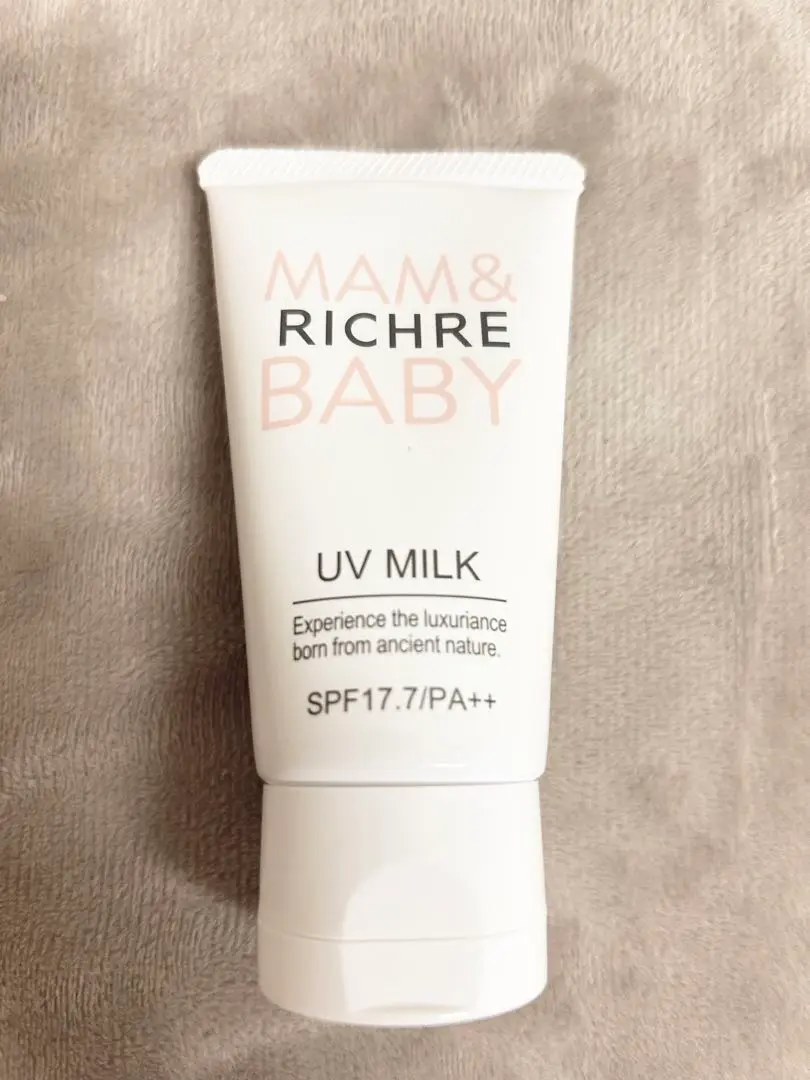 MAM&
RICHRE
BABY
UV MILK
Experience the luxuriance
born from ancient nature.
SPF17.7/PA++